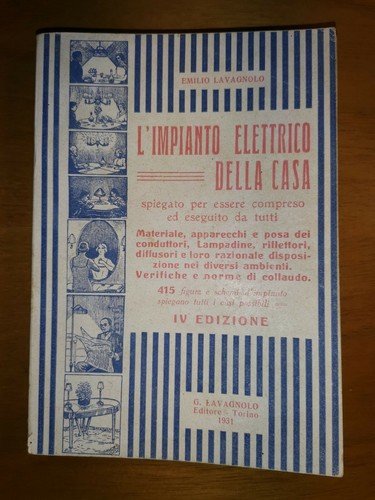 EMILIO LAVAGNOLO
L'IMPIANTO ELETTRICO
DELLA CASA
spiegato per essere compreso
ed eseguito da tutti
Materiale, apparecchi e posa dei
conduttori, Lampadine, riflettori,
diffusori e loro razionale disposi-
zione nei diversi ambienti.
Verifiche e norme di collaudo.
415 figure e schemi d'impianto
spiegano tutti i casi possibili
IV EDIZIONE
G. LAVAGNOLO
Editore - Torino
1931